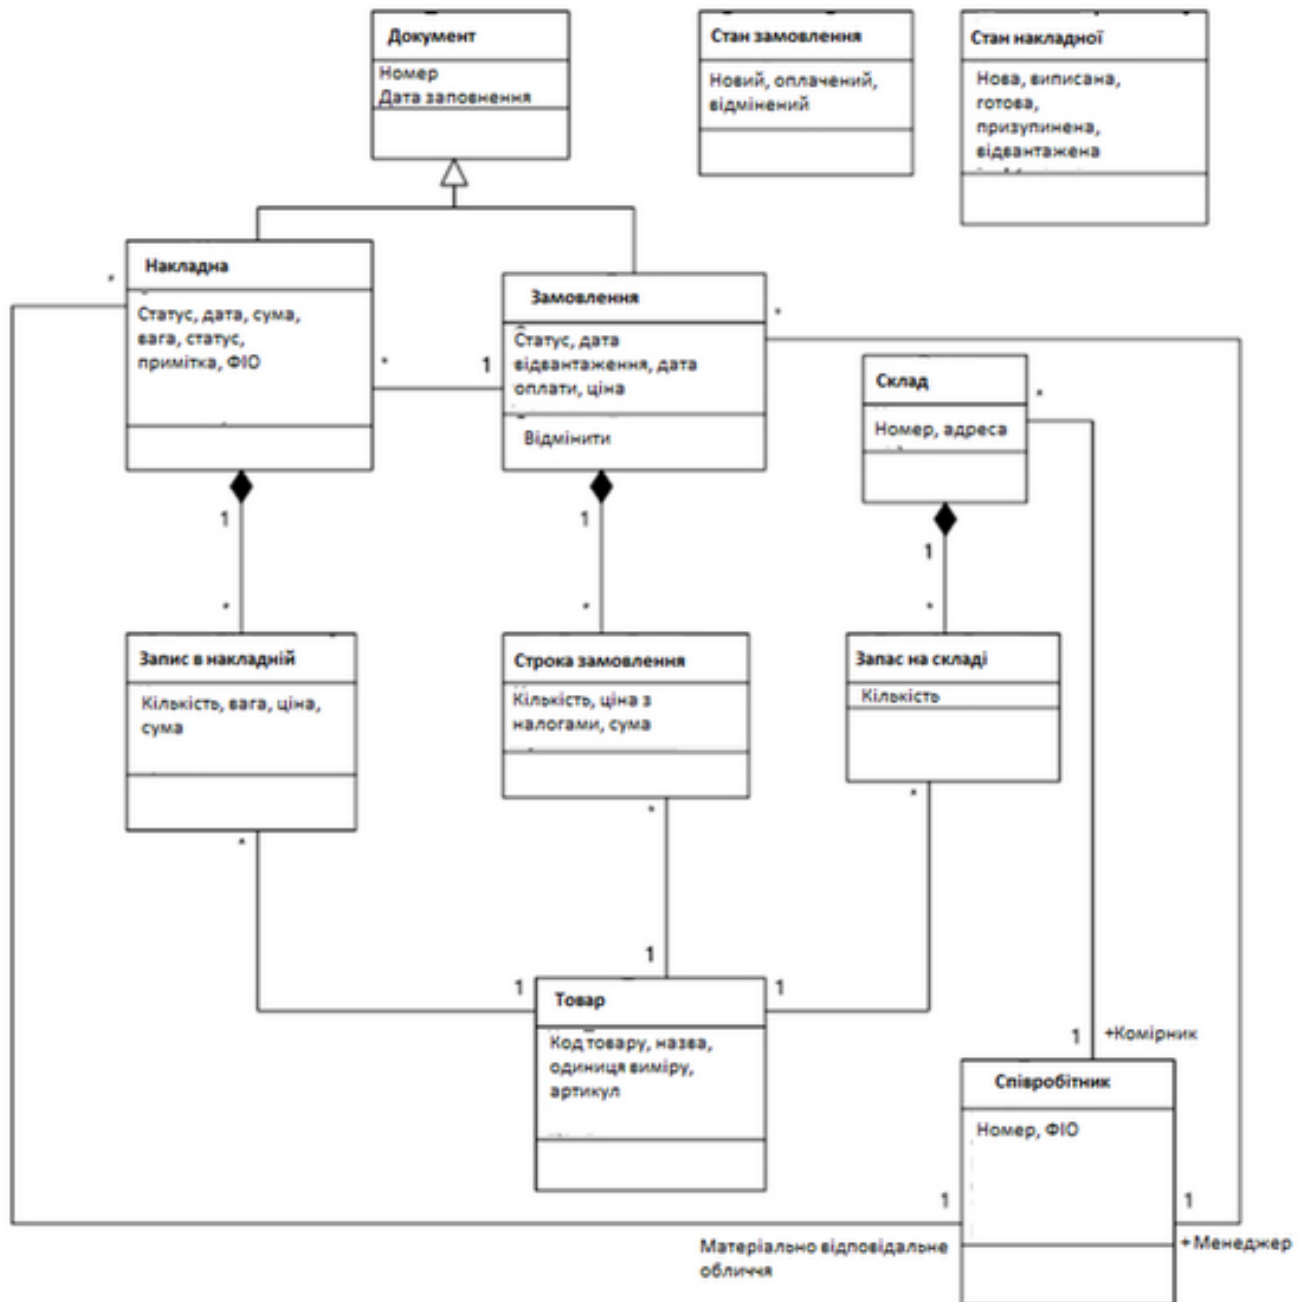 Документ
Номер
Дата заповнення
Стан замовлення
Новий, оплачений,
відмінений
Стан накладної
Нова, виписана,
готова,
призупинена,
відвантажена
Накладна
Статус, дата, сума,
вага, статус,
примітка, ФІО
*
*
1
Замовлення
Статус, дата
відвантаження, дата
оплати, ціна
Відмінити
*
Склад
Номер, адреса
*
1
*
1
*
1
*
Запис в накладній
Кількість, вага, ціна,
сума
*
Строка замовлення
Кількість, ціна з
налогами, сума
*
Запас на складі
Кількість
*
1
1
1
Товар
Код товару, назва,
одиниця виміру,
артикул
1
+Комірник
Співробітник
Номер, ФІО
1
1
Матеріально відповідальне
обличчя
+Менеджер